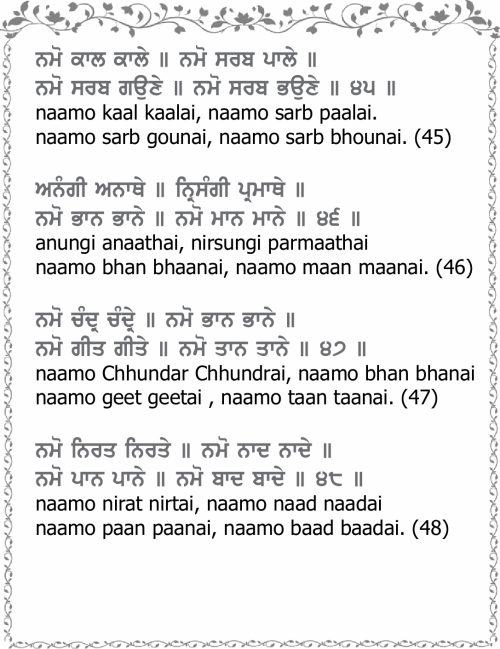 ਨਮੋ ਕਾਲ ਕਾਲੇ ॥ ਨਮੋ ਸਰਬ ਪਾਲੇ ॥
ਨਮੋ ਸਰਬ ਗਉਣੇ ॥ ਨਮੋ ਸਰਬ ਭਉਣੇ ॥ ੪੫ ॥
naamo kaal kaalai, naamo sarb paalai.
naamo sarb gounai, naamo sarb bhounai. (45)
ਅਨੰਗੀ ਅਨਾਥੇ ॥ ਨ੍ਰਿਸੰਗੀ ਪ੍ਰਮਾਥੇ ॥
ਨਮੋ ਭਾਨ ਭਾਨੇ ॥ ਨਮੋ ਮਾਨ ਮਾਨੇ ॥ ੪੬ ॥
anungi anaathai, nirsungi parmaathai
naamo bhan bhaanai, naamo maan maanai. (46)
ਨਮੋ ਚੰਦ੍ਰ ਚੰਦ੍ਰੇ ॥ ਨਮੋ ਭਾਨ ਭਾਨੇ ॥
ਨਮੋ ਗੀਤ ਗੀਤੇ ॥ ਨਮੋ ਤਾਨ ਤਾਨੇ ॥ ੪੭ ॥
naamo Chhundar Chhundrai, naamo bhan bhanai
naamo geet geetai , naamo taan taanai. (47)
ਨਮੋ ਨਿਰਤ ਨਿਰਤੇ ॥ ਨਮੋ ਨਾਦ ਨਾਦੇ ॥
ਨਮੋ ਪਾਨ ਪਾਨੇ ॥ ਨਮੋ ਬਾਦ ਬਾਦੇ ॥ ੪੮ ॥
naamo nirat nirtai, naamo naad naadai
naamo paan paanai, naamo baad baadai. (48)